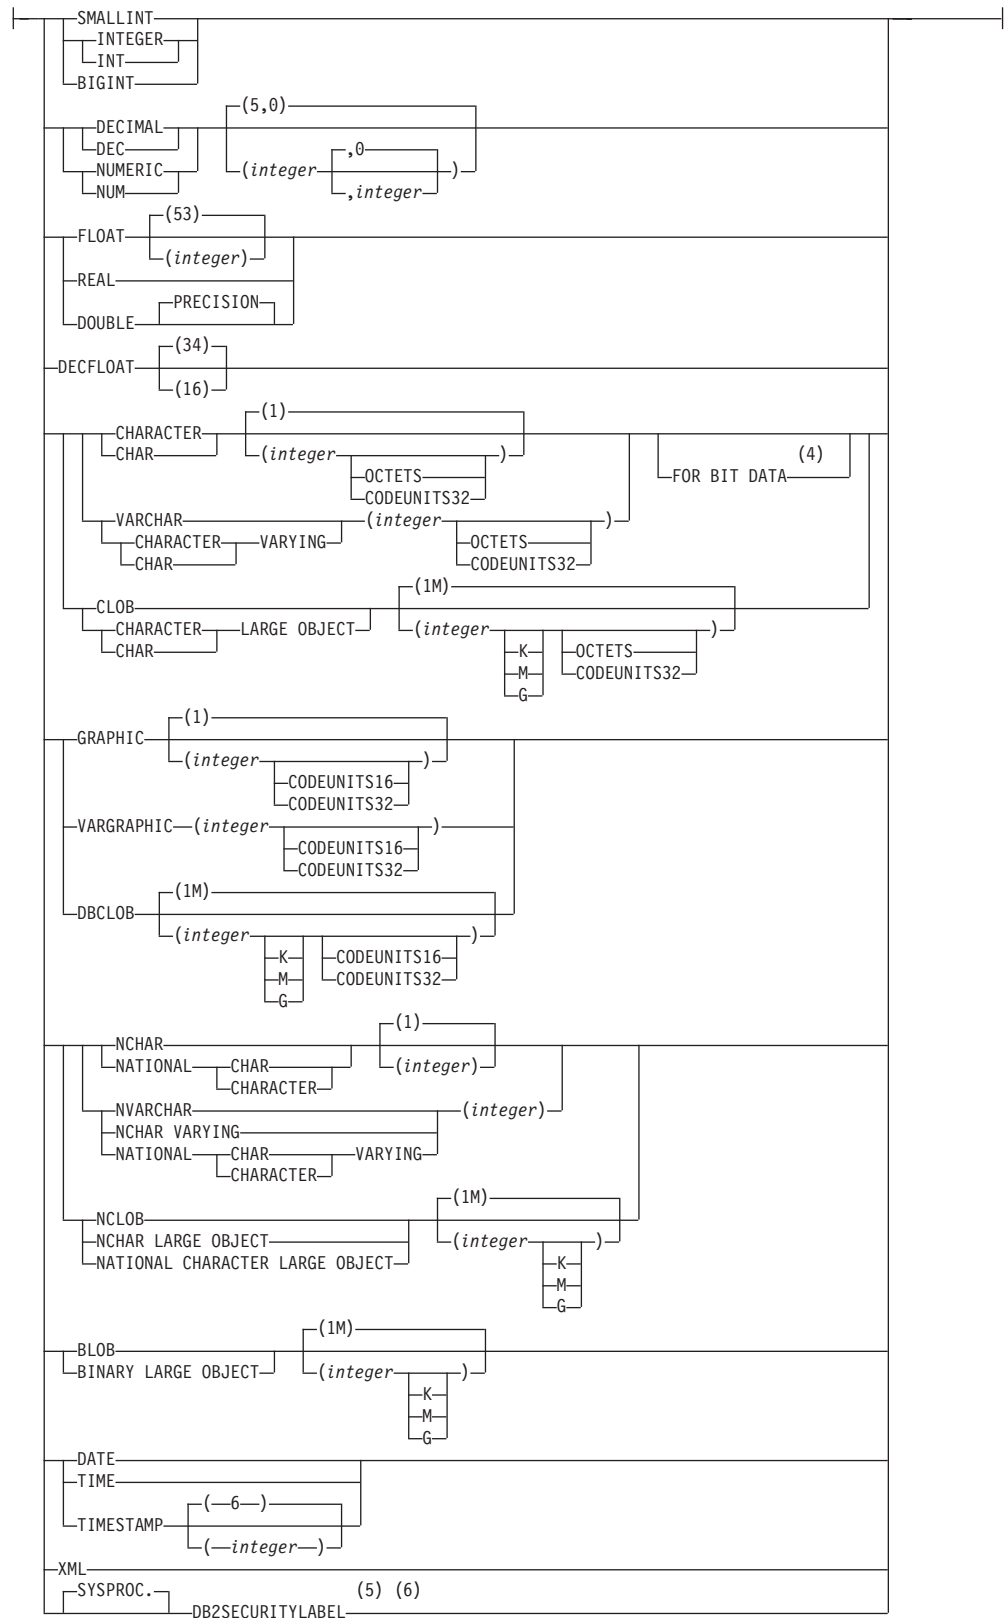 SMALLINT
INTEGER
INT
BIGINT
(5,0)
DECIMAL
DEC ,0
NUMERIC (integer )
NUM ,integer
(53)
FLOAT
(integer)
REAL
PRECISION
DOUBLE
(34)
DECFLOAT
(16)
(1)
CHARACTER (4)
CHAR (integer ) FOR BIT DATA
OCTETS
CODEUNITS32
VARCHAR (integer )
CHARACTER VARYING OCTETS
CHAR CODEUNITS32
(1M)
CLOB
CHARACTER LARGE OBJECT (integer )
CHAR K OCTETS
M CODEUNITS32
G
(1)
GRAPHIC
(integer )
CODEUNITS16
CODEUNITS32
VARGRAPHIC (integer )
CODEUNITS16
CODEUNITS32
(1M)
DBCLOB
(integer )
K CODEUNITS16
M CODEUNITS32
G
(1)
NCHAR
NATIONAL CHAR (integer)
CHARACTER
NVARCHAR (integer)
NCHAR VARYING
NATIONAL CHAR VARYING
CHARACTER
(1M)
NCLOB
NCHAR LARGE OBJECT (integer )
NATIONAL CHARACTER LARGE OBJECT K
M
G
(1M)
BLOB
BINARY LARGE OBJECT (integer )
K
M
G
DATE
TIME
( 6 )
TIMESTAMP
( integer )
XML
SYSPROC. (5) (6)
DB2SECURITYLABEL